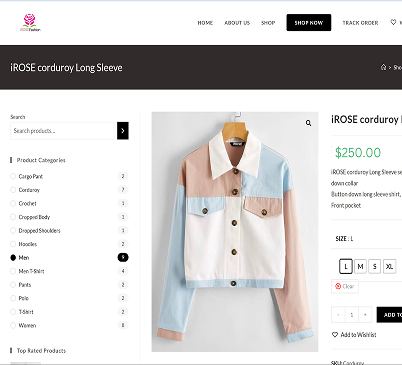 iROSE Fashion
HOME
ABOUT US
SHOP
SHOP NOW
TRACK ORDER
iROSE corduroy Long Sleeve
> Sho
Search
Search products...
Product Categories
Cargo Pant 2
Corduroy 7
Crochet 1
Cropped Body 1
Dropped Shoulders 1
Hoodies 2
Men 9
Men T-Shirt 4
Pants 2
Polo 2
T-Shirt 2
Women 8
Top Rated Products
iROSE corduroy
$250.00
iROSE corduroy Long Sleeve se
down collar
Button down long sleeve shirt,
Front pocket
SIZE : L
L M S XL
Clear
- 1 +
ADD TO
Add to Wishlist
SKU: Corduroy